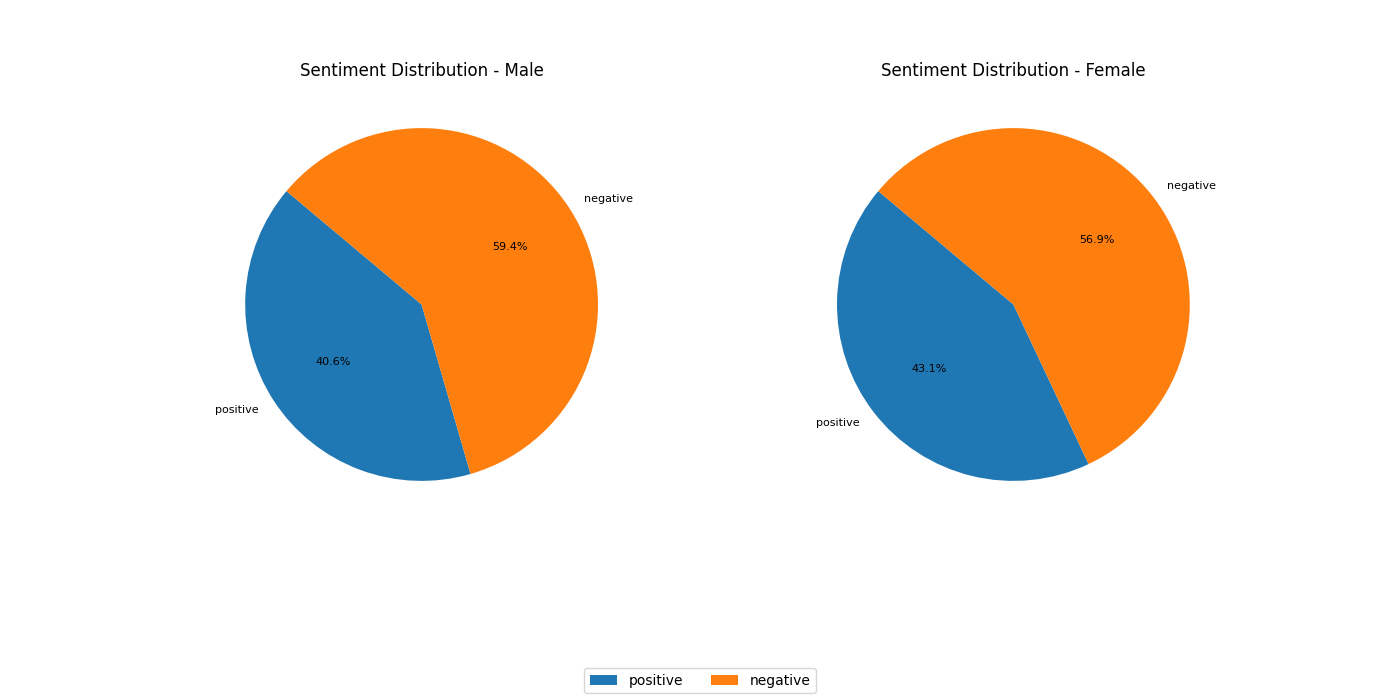 Sentiment Distribution - Male
negative
59.4%
40.6%
positive
Sentiment Distribution - Female
negative
56.9%
43.1%
positive
positive negative